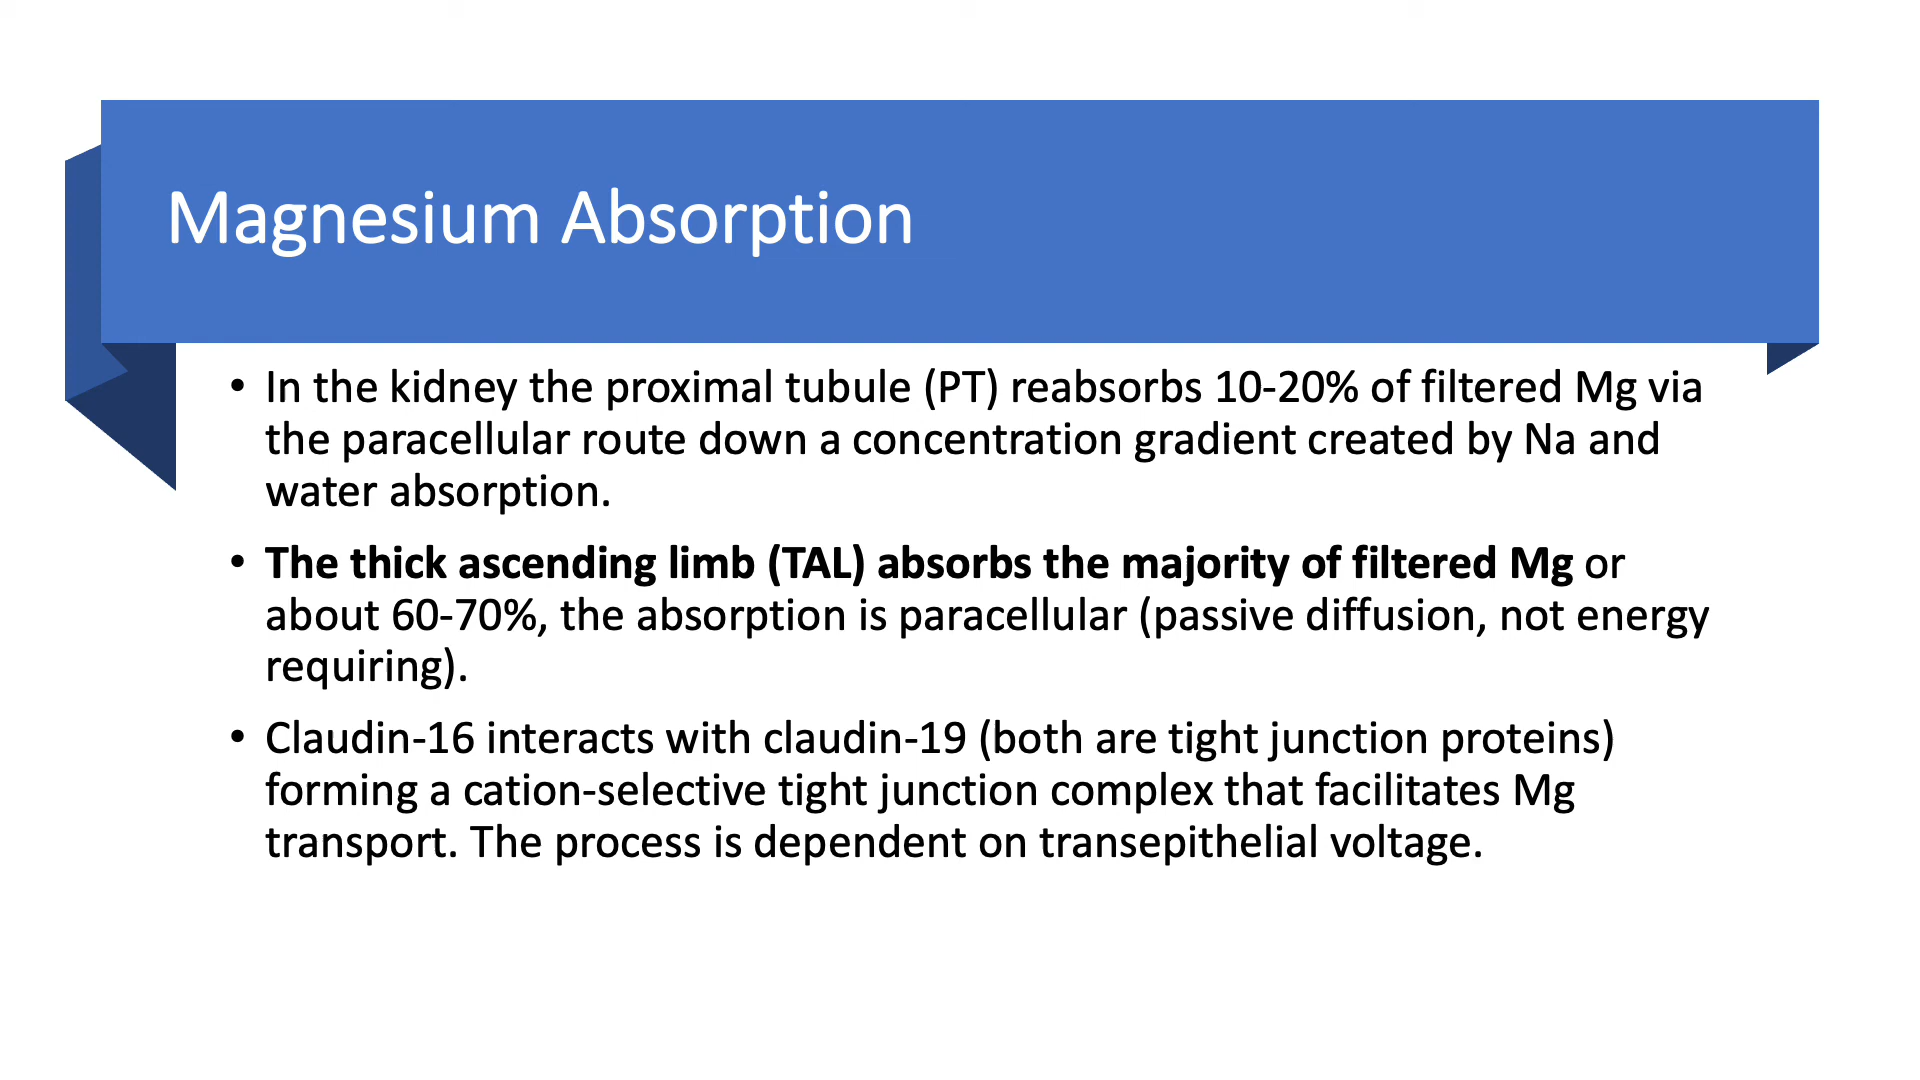 Magnesium Absorption
• In the kidney the proximal tubule (PT) reabsorbs 10-20% of filtered Mg via
the paracellular route down a concentration gradient created by Na and
water absorption.
• The thick ascending limb (TAL) absorbs the majority of filtered Mg or
about 60-70%, the absorption is paracellular (passive diffusion, not energy
requiring).
• Claudin-16 interacts with claudin-19 (both are tight junction proteins)
forming a cation-selective tight junction complex that facilitates Mg
transport. The process is dependent on transepithelial voltage.